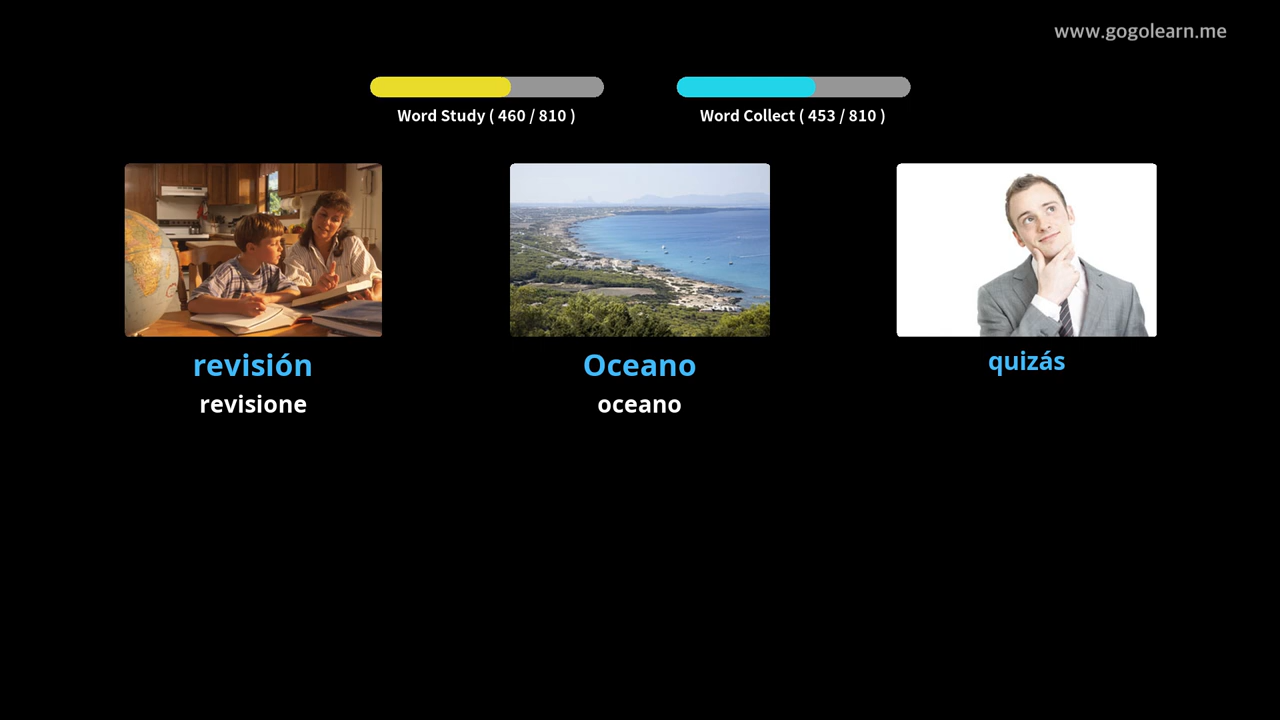 www.gogolearn.me
Word Study ( 460 / 810 )
Word Collect ( 453 / 810 )
revisión
revisione
Oceano
oceano
quizás